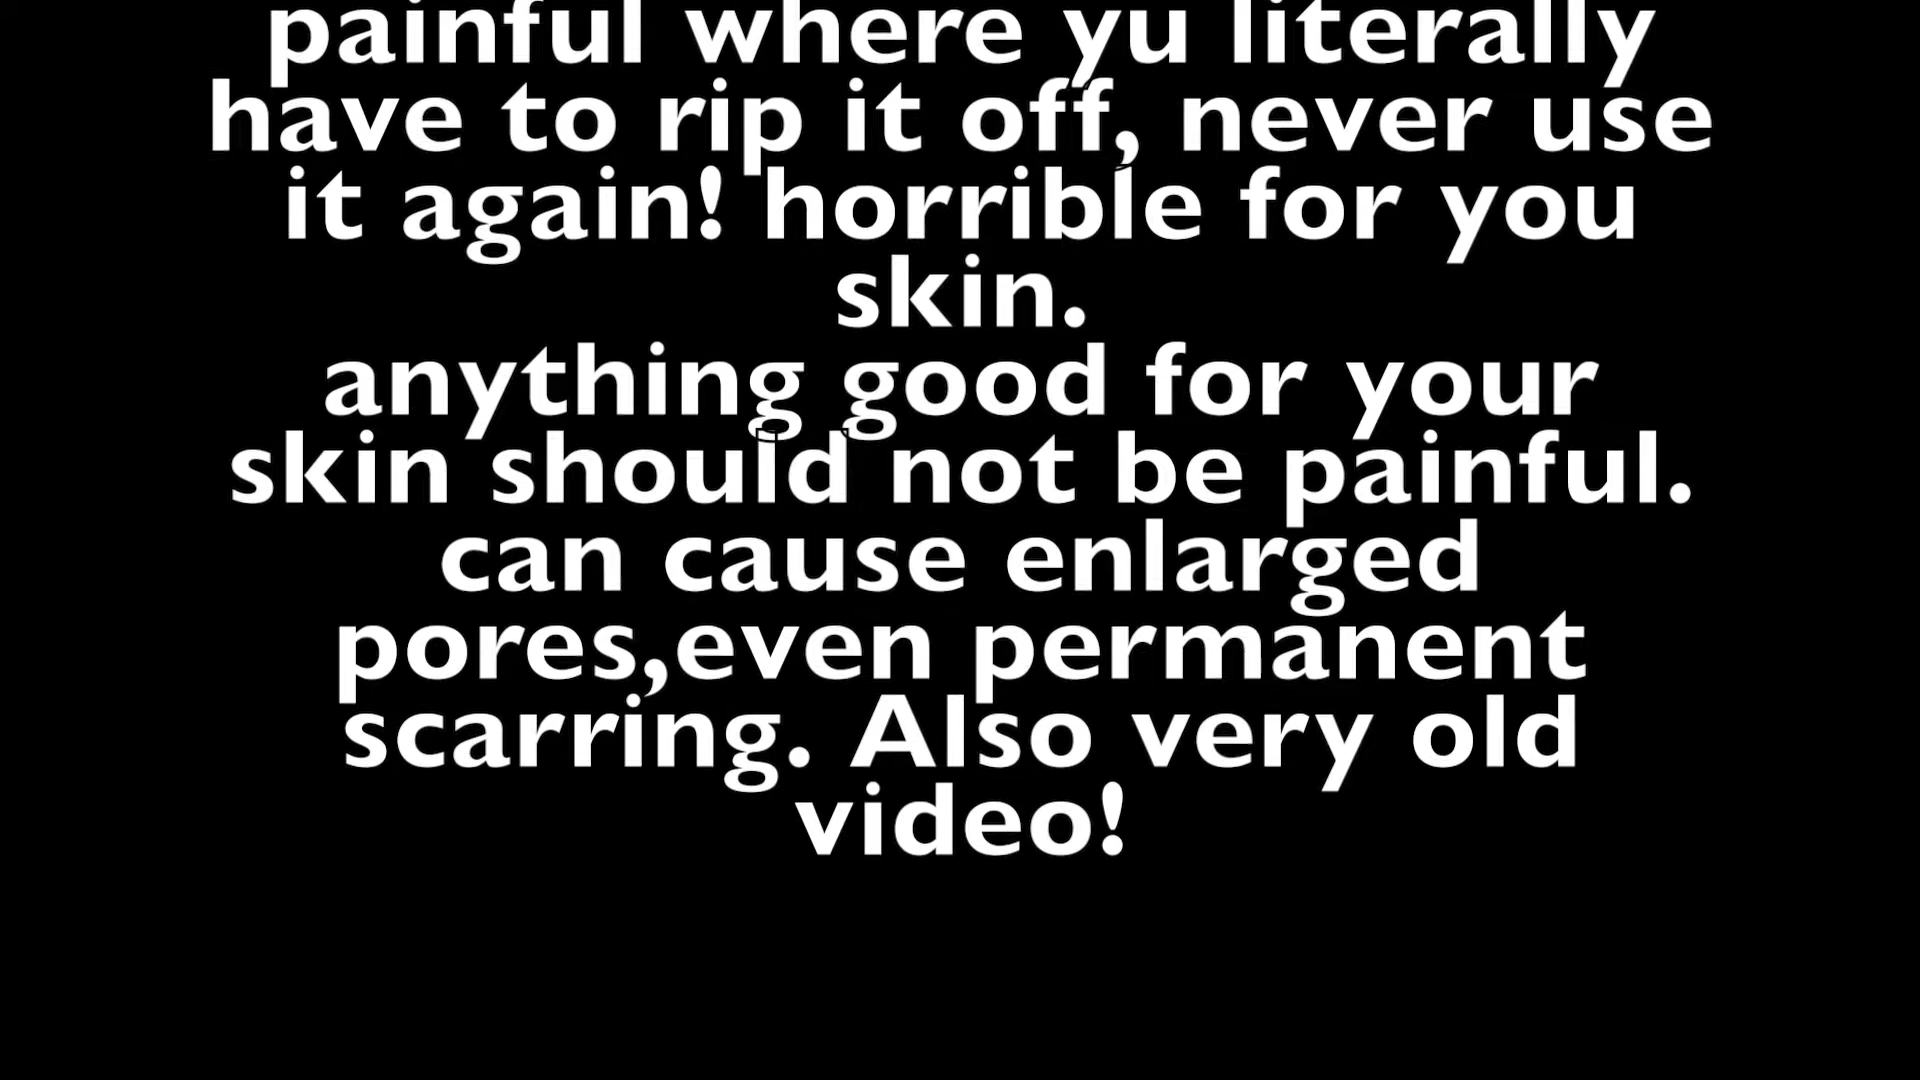 painful where yu literally
have to rip it off, never use
it again! horrible for you
skin.
anything good for your
skin should not be painful.
can cause enlarged
pores,even permanent
scarring. Also very old
video!